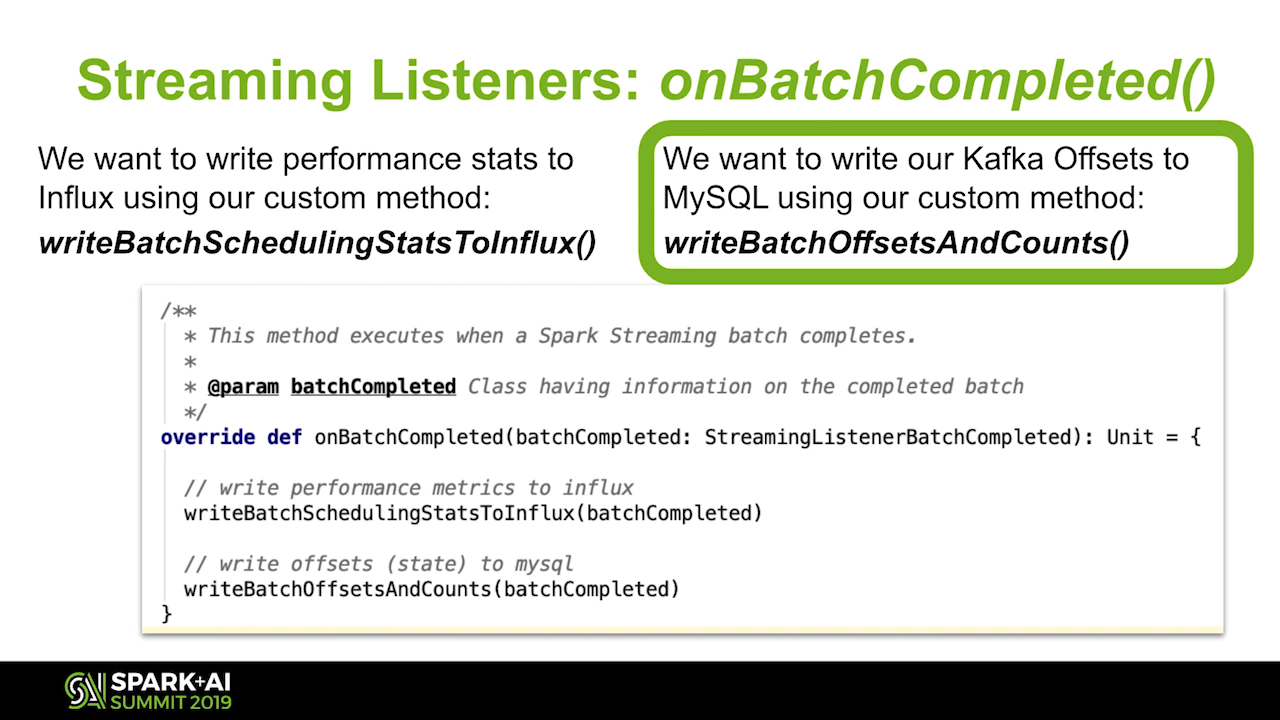 Streaming Listeners: onBatchCompleted()
We want to write performance stats to
Influx using our custom method:
writeBatchSchedulingStatsToInflux()
We want to write our Kafka Offsets to
MySQL using our custom method:
writeBatchOffsetsAndCounts()
/**
* This method executes when a Spark Streaming batch completes.
*
* @param batchCompleted Class having information on the completed batch
*/
override def onBatchCompleted(batchCompleted: StreamingListenerBatchCompleted): Unit = {
// write performance metrics to influx
writeBatchSchedulingStatsToInflux(batchCompleted)
// write offsets (state) to mysql
writeBatchOffsetsAndCounts(batchCompleted)
}
SPARK+AI
SUMMIT 2019